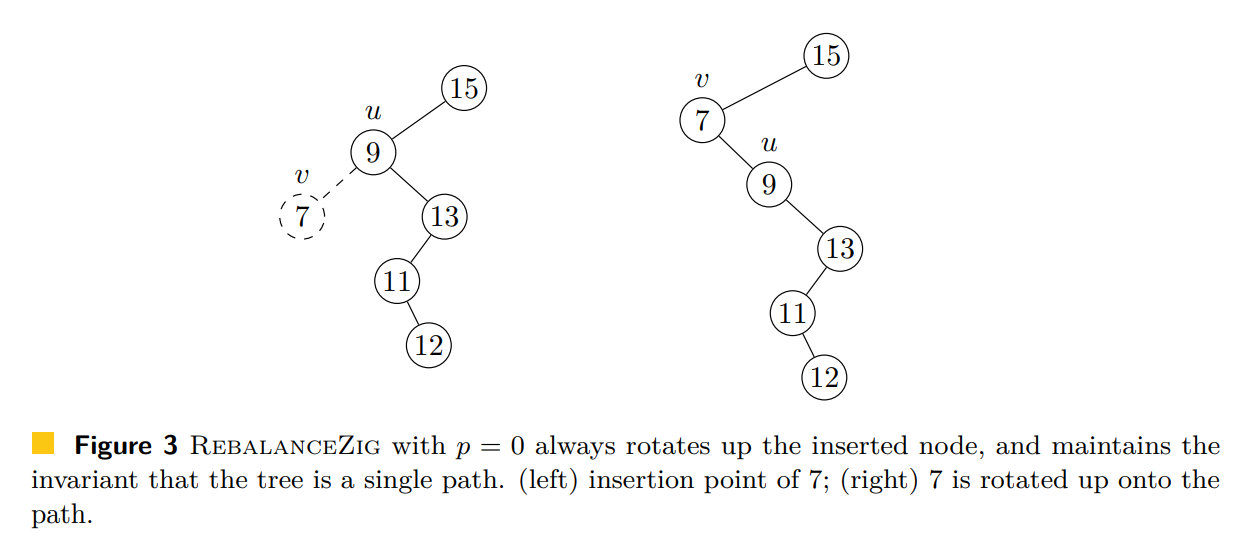 15
u
9
v
7
13
11
12
15
v
7
u
9
13
11
12
Figure 3 RebalanceZig with p = 0 always rotates up the inserted node, and maintains the
invariant that the tree is a single path. (left) insertion point of 7; (right) 7 is rotated up onto the
path.